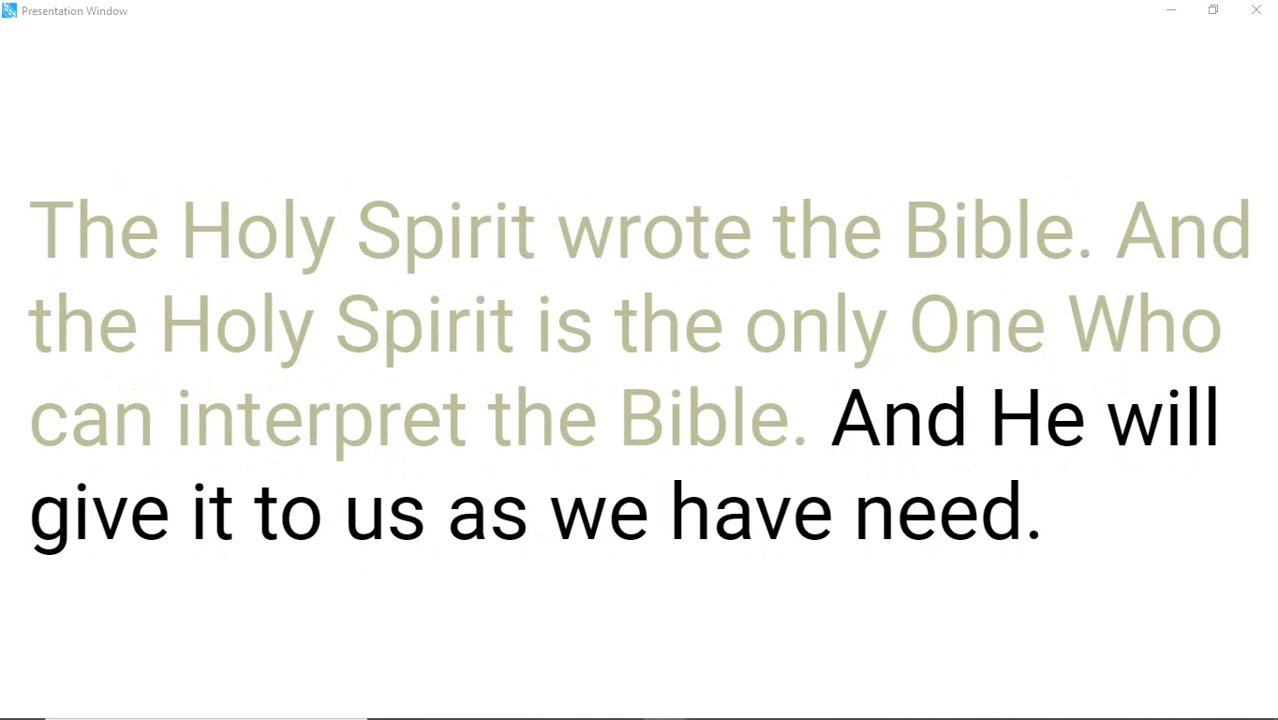 Presentation Window
The Holy Spirit wrote the Bible. And
the Holy Spirit is the only One Who
can interpret the Bible. And He will
give it to us as we have need.